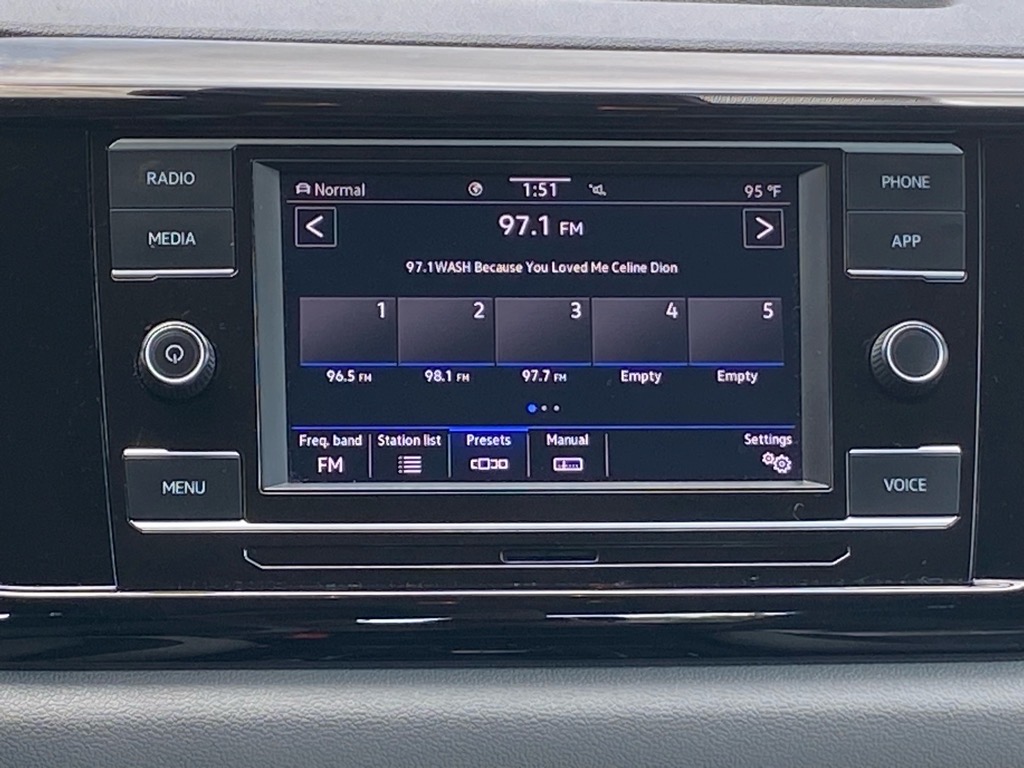 RADIO
MEDIA
MENU
Normal 1:51 95 °F
< 97.1 FM >
97.1WASH Because You Loved Me Celine Dion
1 2 3 4 5
96.5 FM 98.1 FM 97.7 FM Empty Empty
Freq. band Station list Presets Manual Settings
FM
PHONE
APP
VOICE